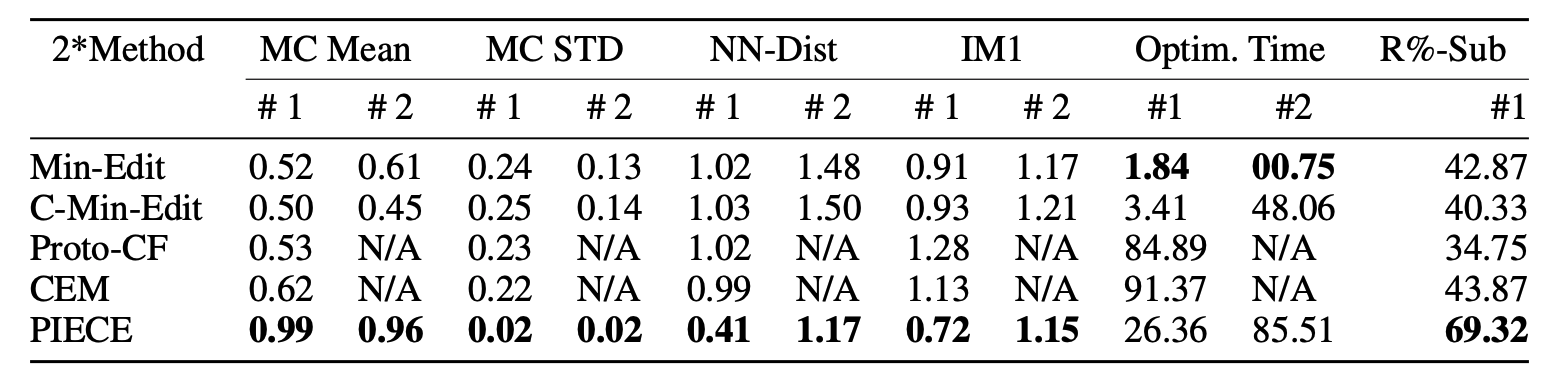 2*Method MC Mean MC STD NN-Dist IM1 Optim. Time R%-Sub
# 1 # 2 # 1 # 2 # 1 # 2 # 1 # 2 #1 #2 #1
Min-Edit 0.52 0.61 0.24 0.13 1.02 1.48 0.91 1.17 1.84 00.75 42.87
C-Min-Edit 0.50 0.45 0.25 0.14 1.03 1.50 0.93 1.21 3.41 48.06 40.33
Proto-CF 0.53 N/A 0.23 N/A 1.02 N/A 1.28 N/A 84.89 N/A 34.75
CEM 0.62 N/A 0.22 N/A 0.99 N/A 1.13 N/A 91.37 N/A 43.87
PIECE 0.99 0.96 0.02 0.02 0.41 1.17 0.72 1.15 26.36 85.51 69.32